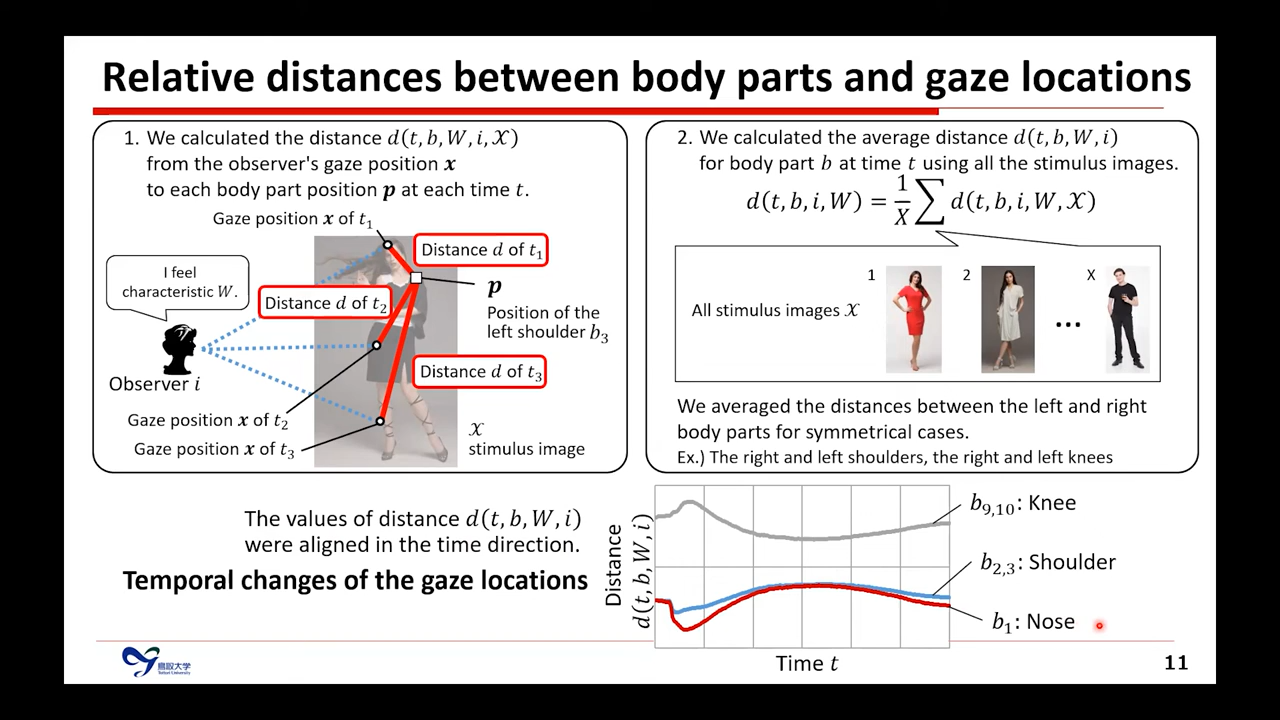 Relative distances between body parts and gaze locations
1. We calculated the distance d(t, b, W, i, 𝒳)
from the observer's gaze position x
to each body part position p at each time t.
Gaze position x of t₁
Distance d of t₁
I feel
characteristic W.
Distance d of t₂
p
Position of the
left shoulder b₃
Distance d of t₃
Observer i
Gaze position x of t₂
Gaze position x of t₃
𝒳
stimulus image
2. We calculated the average distance d(t, b, W, i)
for body part b at time t using all the stimulus images.
d(t, b, i, W) = 1/X ∑ d(t, b, i, W, 𝒳)
1
2
X
All stimulus images 𝒳
...
We averaged the distances between the left and right
body parts for symmetrical cases.
Ex.) The right and left shoulders, the right and left knees
The values of distance d(t, b, W, i)
were aligned in the time direction.
Temporal changes of the gaze locations
Distance
d(t, b, W, i)
b₉,₁₀: Knee
b₂,₃: Shoulder
b₁: Nose
Time t
鳥取大学
Tottori University
11